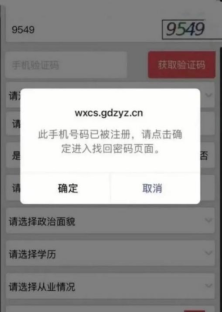 9549
9549
手机验证码
获取验证码
请
wxcs.gdzyz.cn
请
此手机号码已被注册，请点击确
定进入找回密码页面。
是
否
请
确定
取消
请选择政治面貌
请选择学历
请选择从业情况